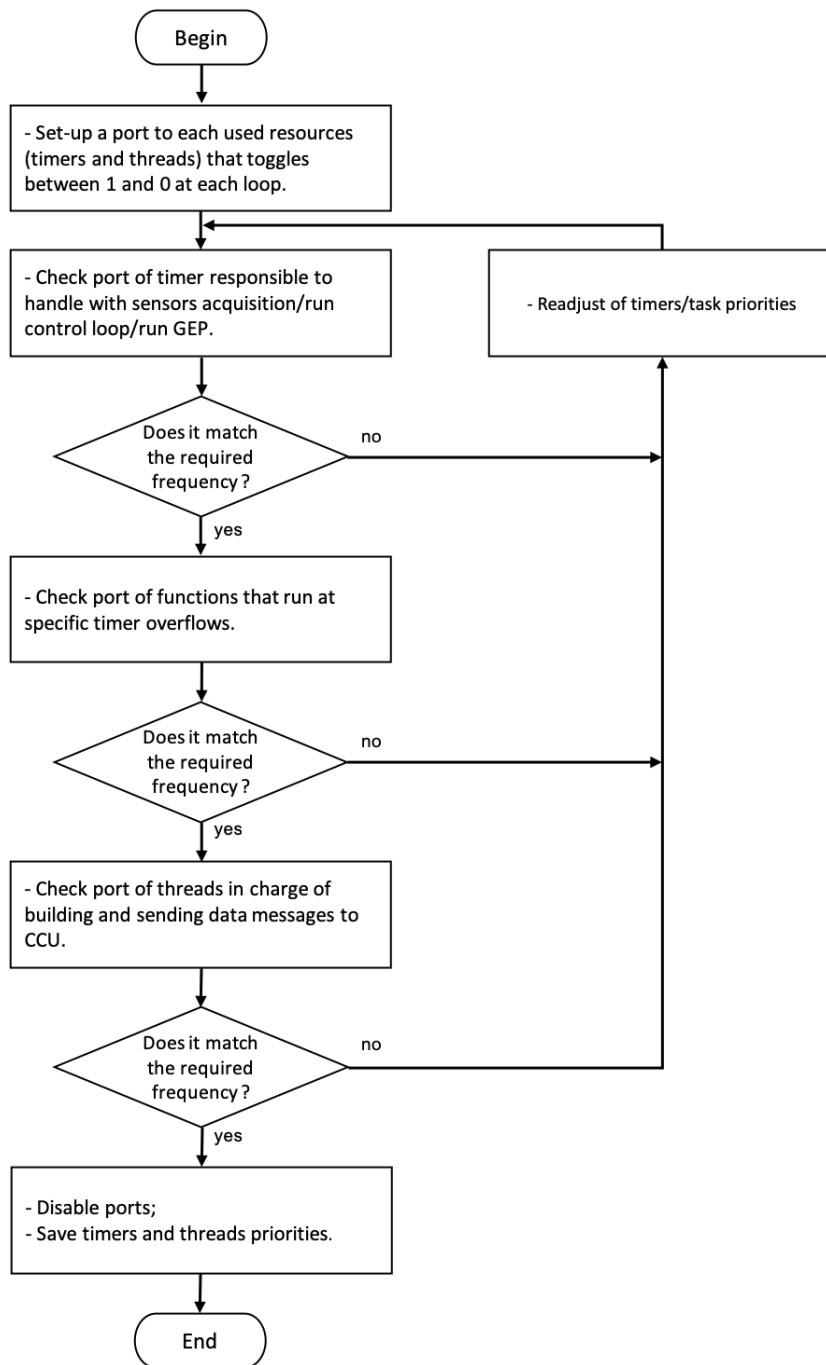 Begin
- Set-up a port to each used resources
(timers and threads) that toggles
between 1 and 0 at each loop.
- Check port of timer responsible to
handle with sensors acquisition/run
control loop/run GEP.
- Readjust of timers/task priorities
Does it match
the required
frequency?
no
yes
- Check port of functions that run at
specific timer overflows.
Does it match
the required
frequency?
no
yes
- Check port of threads in charge of
building and sending data messages to
CCU.
Does it match
the required
frequency?
no
yes
- Disable ports;
- Save timers and threads priorities.
End